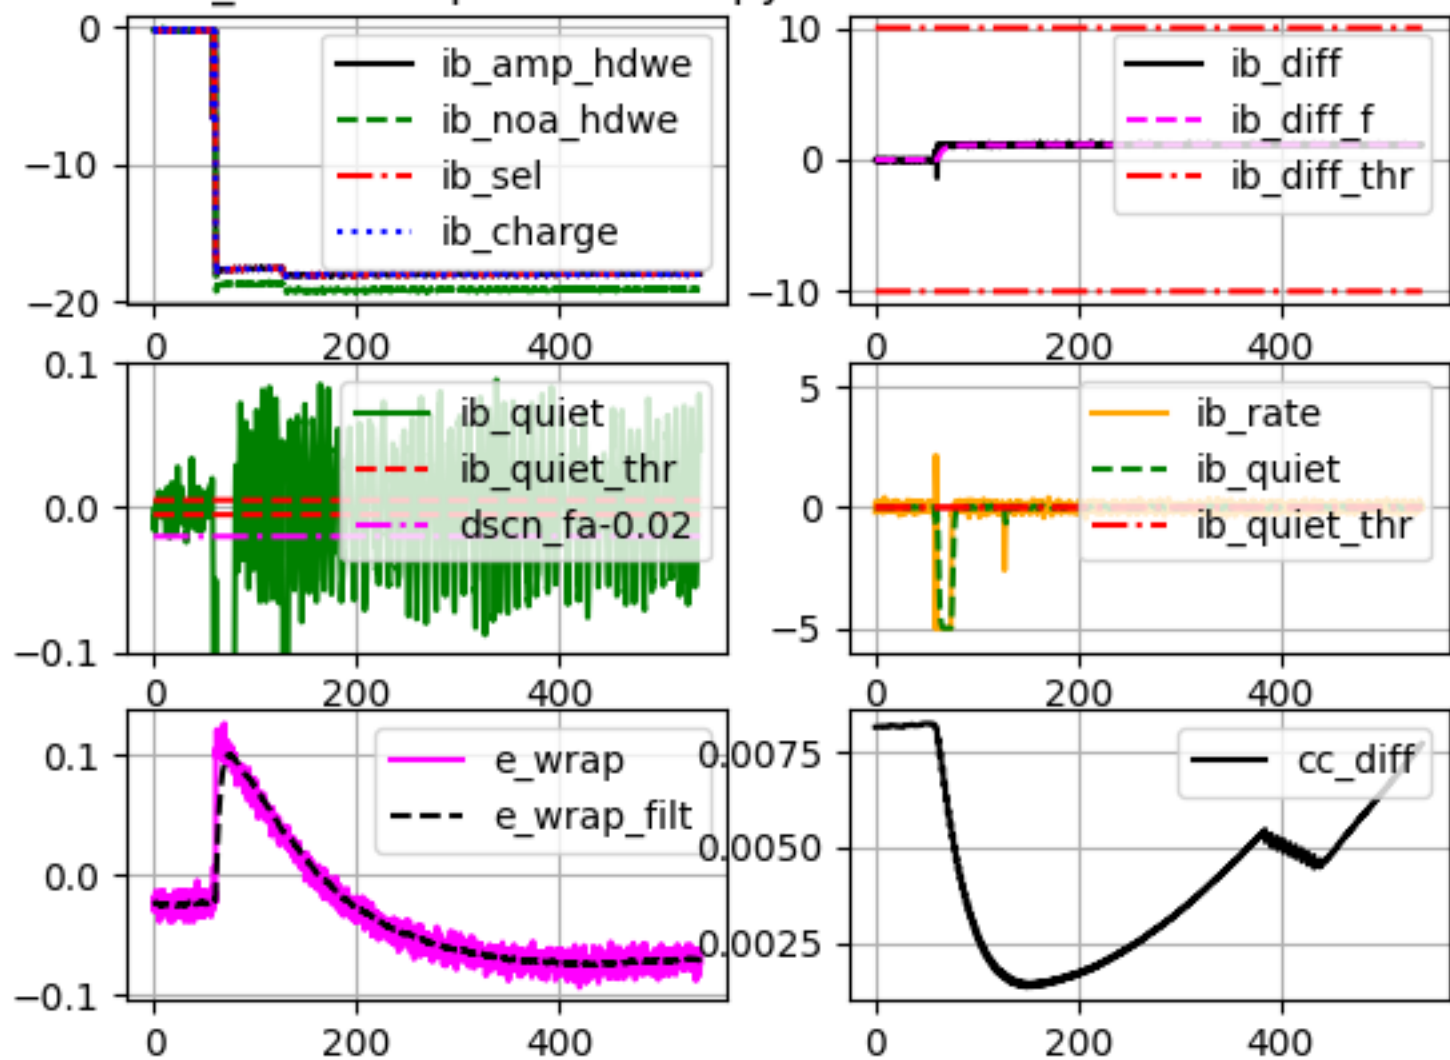 0
ib_amp_hdwe
ib_noa_hdwe
ib_sel
ib_charge
−10
−20
0
200
400
10
ib_diff
ib_diff_f
ib_diff_thr
0
−10
0
200
400
0.1
ib_quiet
ib_quiet_thr
dscn_fa-0.02
0.0
−0.1
0
200
400
5
ib_rate
ib_quiet
ib_quiet_thr
0
−5
0
200
400
0.1
e_wrap
e_wrap_filt
0.0
−0.1
0
200
400
0.0075
cc_diff
0.0050
0.0025
0
200
400